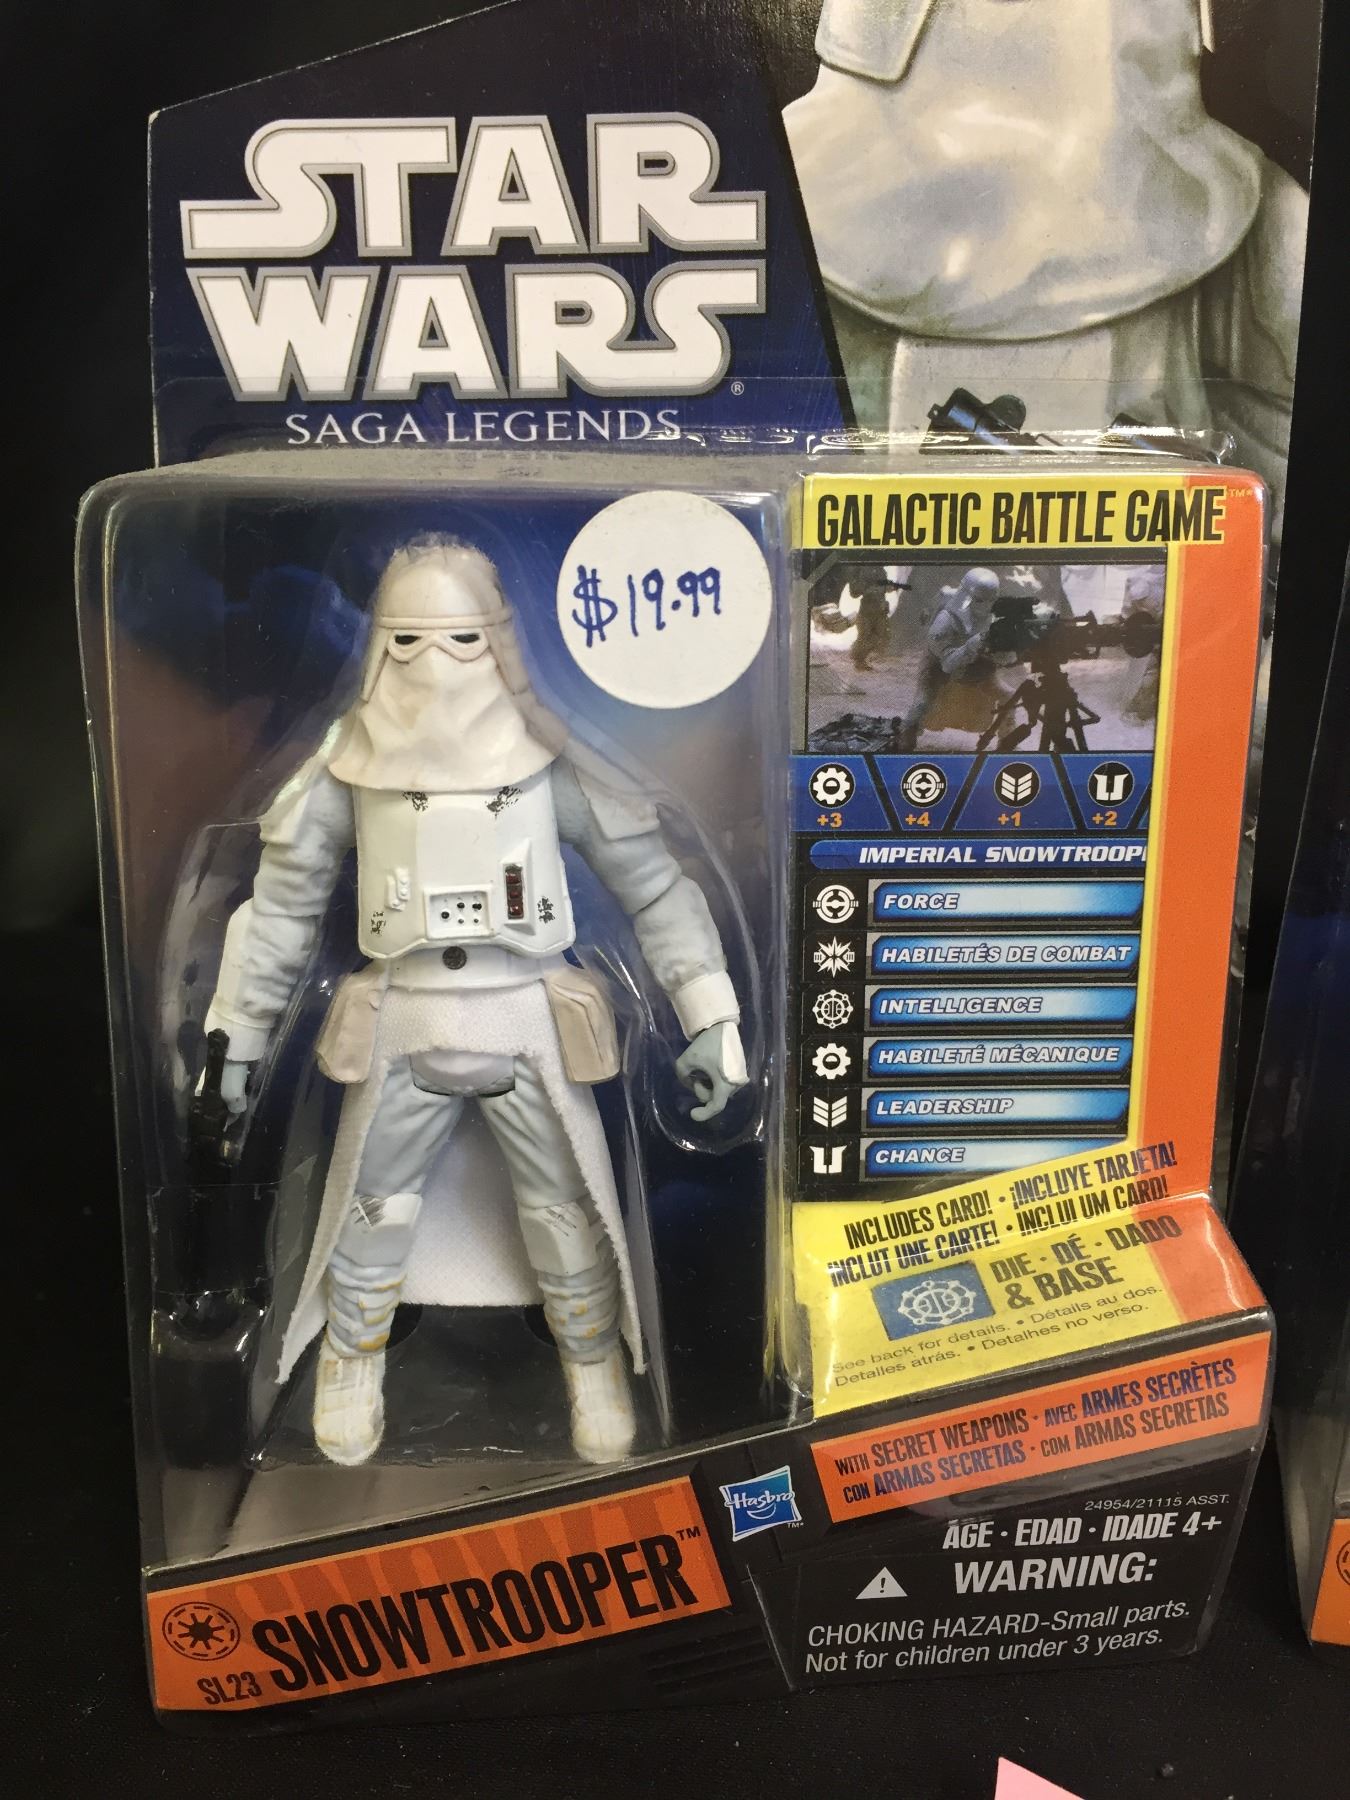 STAR
WARS®
SAGA LEGENDS
$19.99
GALACTIC BATTLE GAME™
+3 +4 +1 +2
IMPERIAL SNOWTROOP
FORCE
HABILETÉS DE COMBAT
INTELLIGENCE
HABILETÉ MÉCANIQUE
LEADERSHIP
CHANCE
INCLUDES CARD! • ¡INCLUYE TARJETA!
INCLUT UNE CARTE! • INCLUI UM CARD!
DIE • DÉ • DADO
& BASE
See back for details. • Détails au dos.
Detalles atrás. • Detalhes no verso.
WITH SECRET WEAPONS • AVEC ARMES SECRÈTES
CON ARMAS SECRETAS • COM ARMAS SECRETAS
Hasbro
24954/21115 ASST.
AGE • EDAD • IDADE 4+
WARNING:
CHOKING HAZARD-Small parts.
Not for children under 3 years.
SL23 SNOWTROOPER™